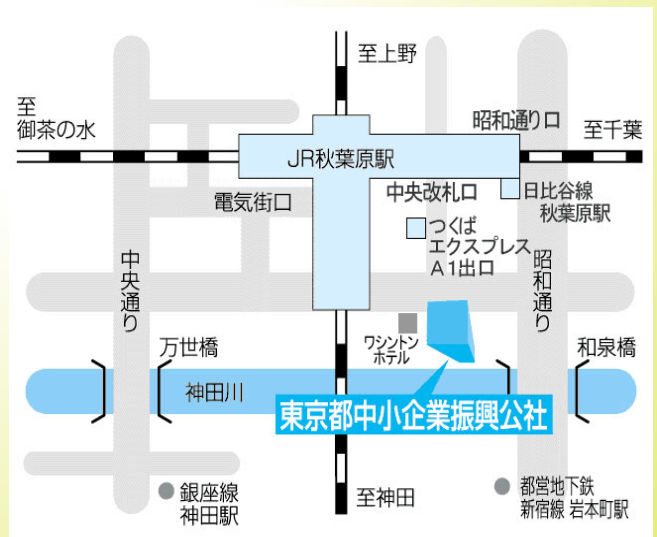 至上野
至
御茶の水
昭和通り口
至千葉
JR秋葉原駅
電気街口
中央改札口
日比谷線
秋葉原駅
つくば
エクスプレス
A1出口
中央通り
昭和通り
万世橋
ワシントン
ホテル
和泉橋
神田川
東京都中小企業振興公社
銀座線
神田駅
至神田
都営地下鉄
新宿線 岩本町駅